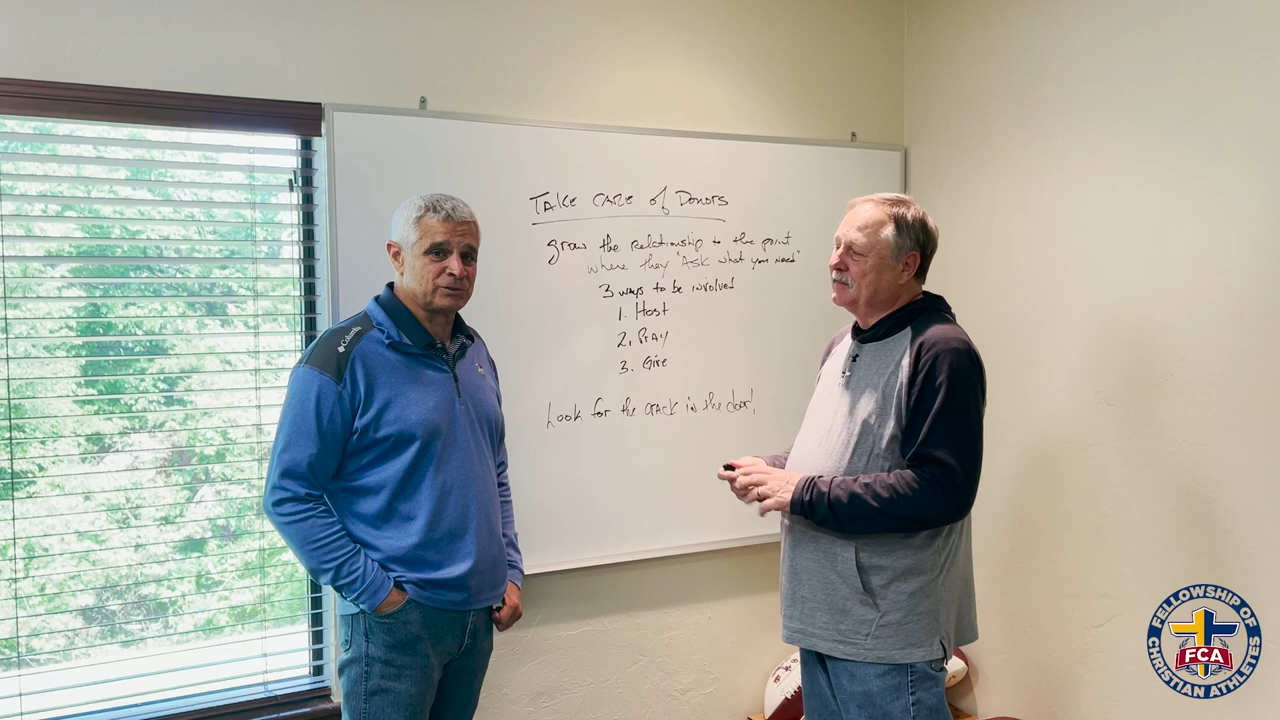 TAKE CARE of DONORS
grow the relationship to the point
where they "Ask what you need"
3 ways to be involved
1. Host
2. PRAY
3. Give
Look for the crack in the door!
Columbia
FELLOWSHIP OF
CHRISTIAN ATHLETES
FCA